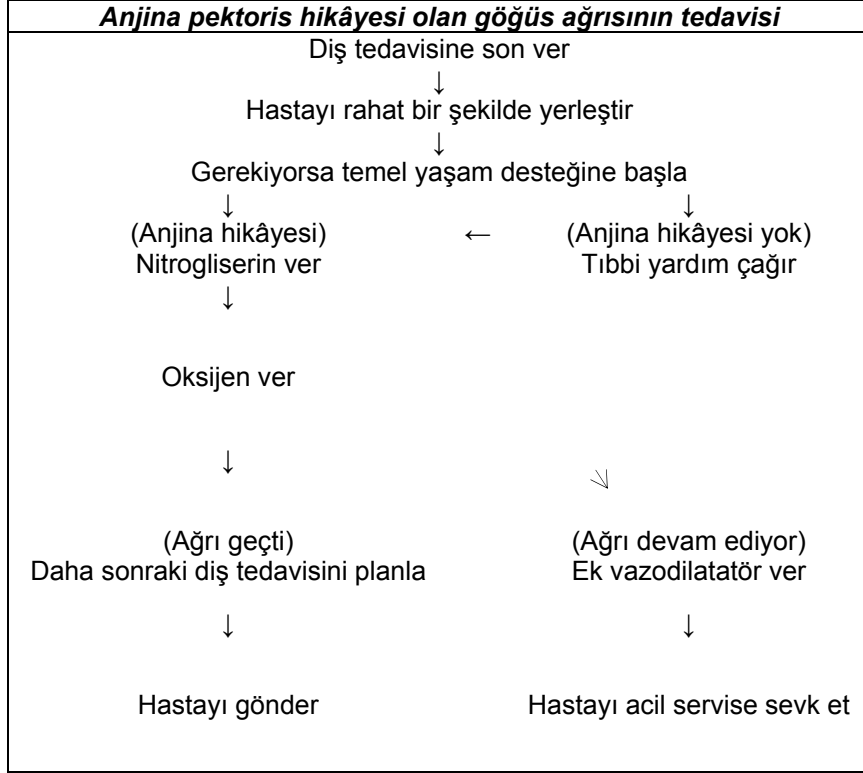 Anjina pektoris hikâyesi olan göğüs ağrısının tedavisi
Diş tedavisine son ver
↓
Hastayı rahat bir şekilde yerleştir
↓
Gerekiyorsa temel yaşam desteğine başla
↓ ↓
(Anjina hikâyesi) ← (Anjina hikâyesi yok)
Nitrogliserin ver Tıbbi yardım çağır
↓
Oksijen ver
↓ ↘
(Ağrı geçti) (Ağrı devam ediyor)
Daha sonraki diş tedavisini planla Ek vazodilatatör ver
↓ ↓
Hastayı gönder Hastayı acil servise sevk et